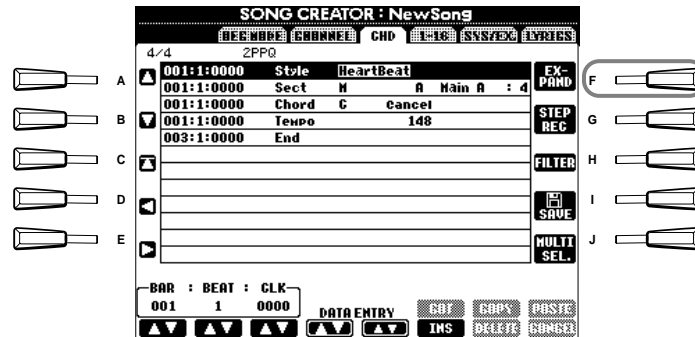 SONG CREATOR : NewSong
REC MODE CHANNEL CHD 1-16 SYS/EX. LYRICS
4/4 2PPQ
001:1:0000 Style HeartBeat
001:1:0000 Sect M A Main A : 4
001:1:0000 Chord C Cancel
001:1:0000 Tempo 148
003:1:0000 End
A
B
C
D
E
EX-
PAND
STEP
REC
FILTER
SAVE
MULTI
SEL.
F
G
H
I
J
BAR : BEAT : CLK
001 1 0000
DATA ENTRY
CUT COPY PASTE
INS DELETE CANCEL